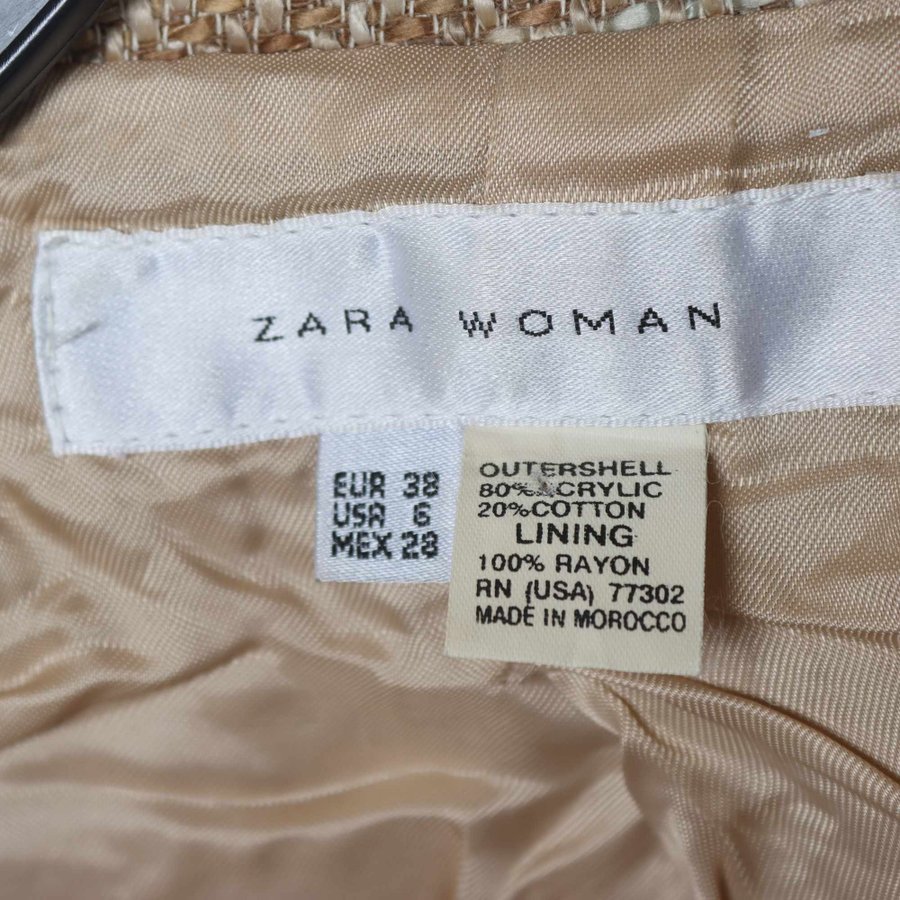 ZARA WOMAN
EUR 38
USA 6
MEX 28
OUTERSHELL
80% ACRYLIC
20%COTTON
LINING
100% RAYON
RN (USA) 77302
MADE IN MOROCCO